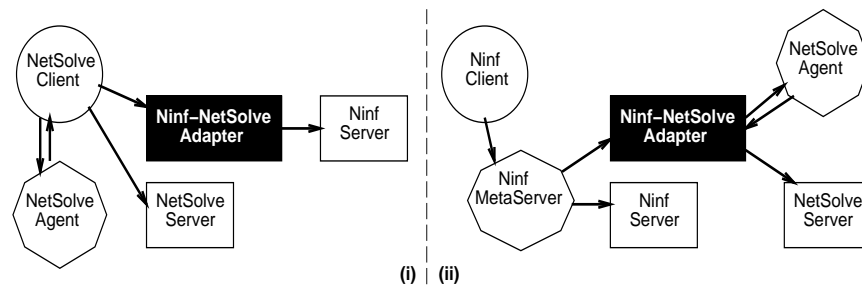 NetSolve
Client
Ninf–NetSolve
Adapter
Ninf
Server
NetSolve
Agent
NetSolve
Server
(i)
Ninf
Client
NetSolve
Agent
Ninf–NetSolve
Adapter
Ninf
MetaServer
Ninf
Server
NetSolve
Server
(ii)